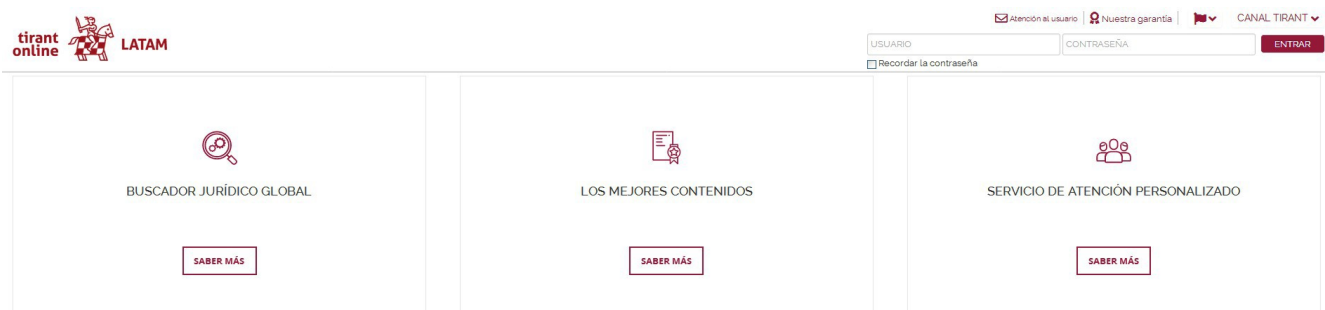 tirant
online
LATAM
Atención al usuario
Nuestra garantía
CANAL TIRANT
USUARIO
CONTRASEÑA
ENTRAR
Recordar la contraseña
BUSCADOR JURÍDICO GLOBAL
LOS MEJORES CONTENIDOS
SERVICIO DE ATENCIÓN PERSONALIZADO
SABER MÁS
SABER MÁS
SABER MÁS